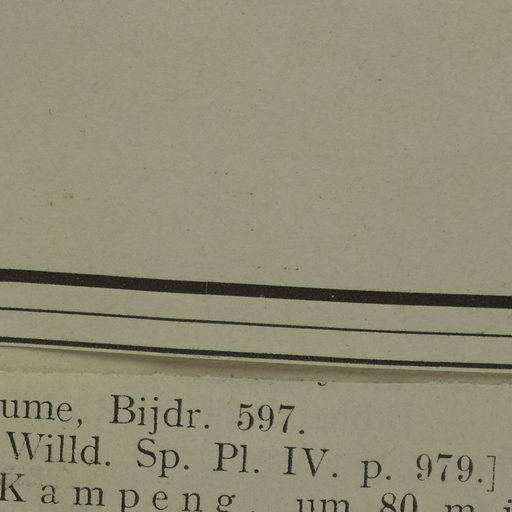 ume, Bijdr. 597.
Willd. Sp. Pl. IV. p. 979.]
Kampeng, um 80 m